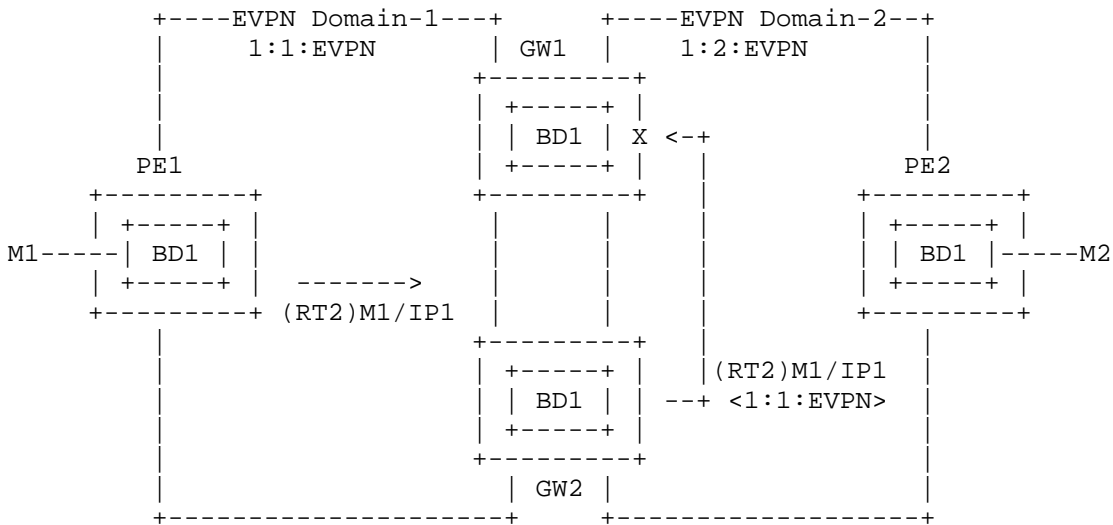 EVPN Domain-1 EVPN Domain-2
1:1:EVPN GW1 1:2:EVPN
BD1 X
PE1 PE2
M1 BD1 BD1 M2
(RT2)M1/IP1
(RT2)M1/IP1
BD1 <1:1:EVPN>
GW2